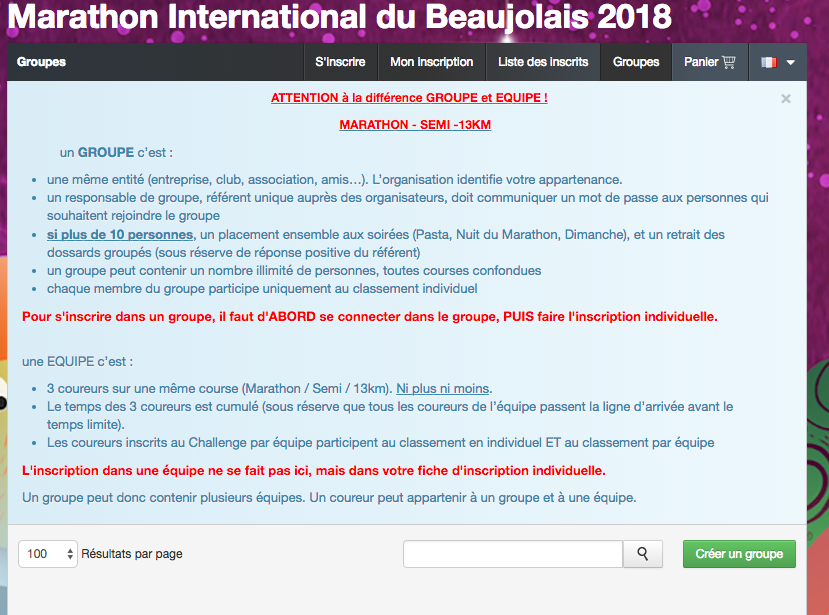 Marathon International du Beaujolais 2018
Groupes S'inscrire Mon inscription Liste des inscrits Groupes Panier
ATTENTION à la différence GROUPE et EQUIPE !
MARATHON - SEMI -13KM
un GROUPE c'est :
• une même entité (entreprise, club, association, amis…). L'organisation identifie votre appartenance.
• un responsable de groupe, référent unique auprès des organisateurs, doit communiquer un mot de passe aux personnes qui
souhaitent rejoindre le groupe
• si plus de 10 personnes, un placement ensemble aux soirées (Pasta, Nuit du Marathon, Dimanche), et un retrait des
dossards groupés (sous réserve de réponse positive du référent)
• un groupe peut contenir un nombre illimité de personnes, toutes courses confondues
• chaque membre du groupe participe uniquement au classement individuel
Pour s'inscrire dans un groupe, il faut d'ABORD se connecter dans le groupe, PUIS faire l'inscription individuelle.
une EQUIPE c'est :
• 3 coureurs sur une même course (Marathon / Semi / 13km). Ni plus ni moins.
• Le temps des 3 coureurs est cumulé (sous réserve que tous les coureurs de l'équipe passent la ligne d'arrivée avant le
temps limite).
• Les coureurs inscrits au Challenge par équipe participent au classement en individuel ET au classement par équipe
L'inscription dans une équipe ne se fait pas ici, mais dans votre fiche d'inscription individuelle.
Un groupe peut donc contenir plusieurs équipes. Un coureur peut appartenir à un groupe et à une équipe.
100 Résultats par page Créer un groupe